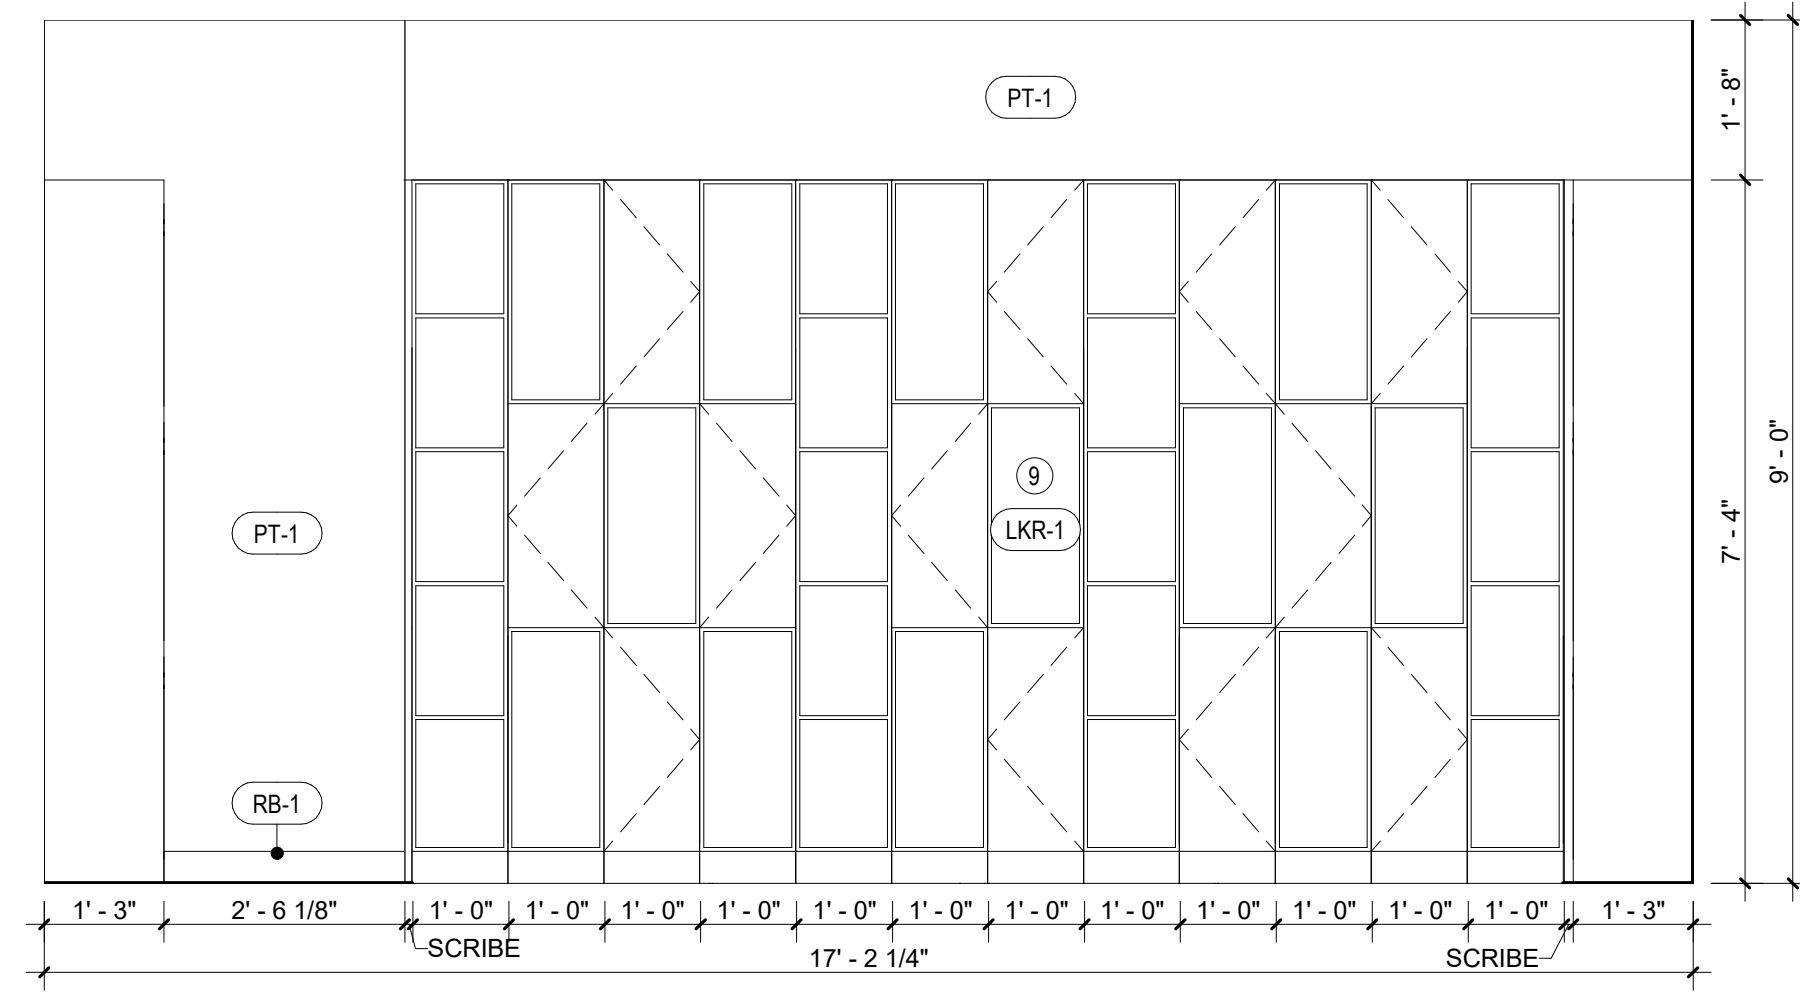 PT-1
1' - 8"
9' - 0"
9
LKR-1
7' - 4"
PT-1
RB-1
1' - 3" 2' - 6 1/8" 1' - 0" 1' - 0" 1' - 0" 1' - 0" 1' - 0" 1' - 0" 1' - 0" 1' - 0" 1' - 0" 1' - 0" 1' - 0" 1' - 0" 1' - 3"
SCRIBE
SCRIBE
17' - 2 1/4"